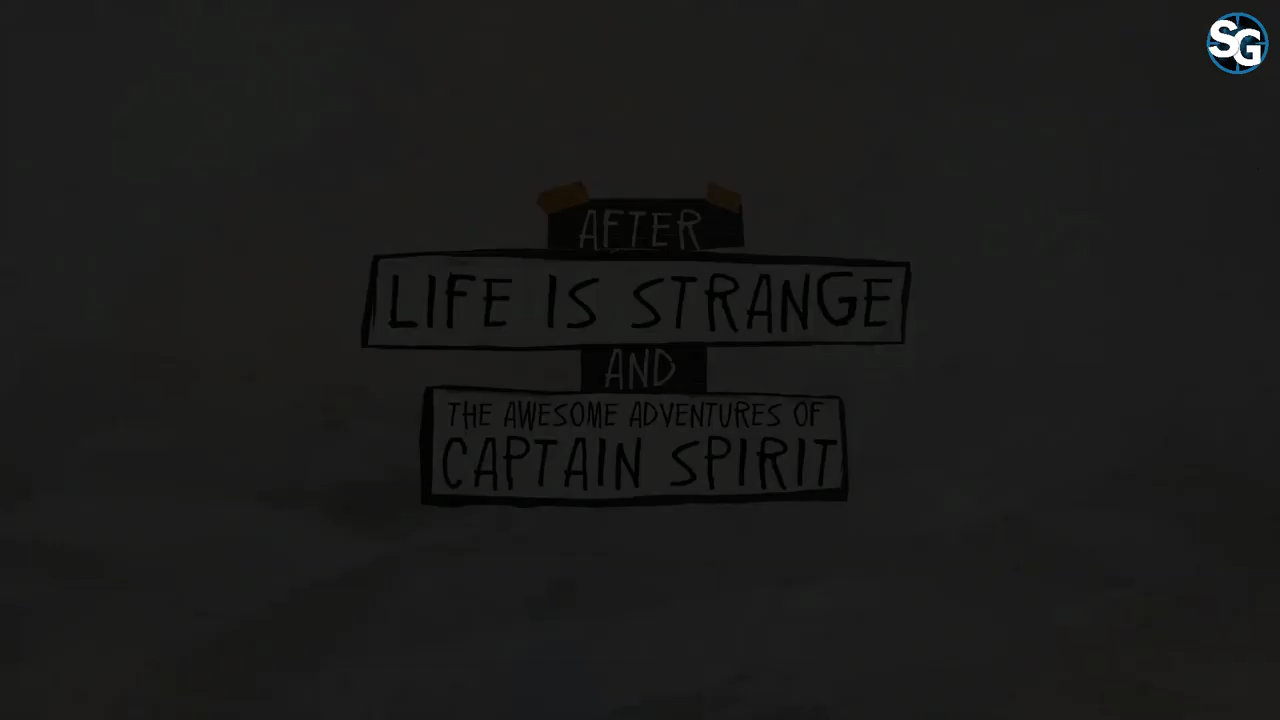 SG
AFTER
LIFE IS STRANGE
AND
THE AWESOME ADVENTURES OF
CAPTAIN SPIRIT